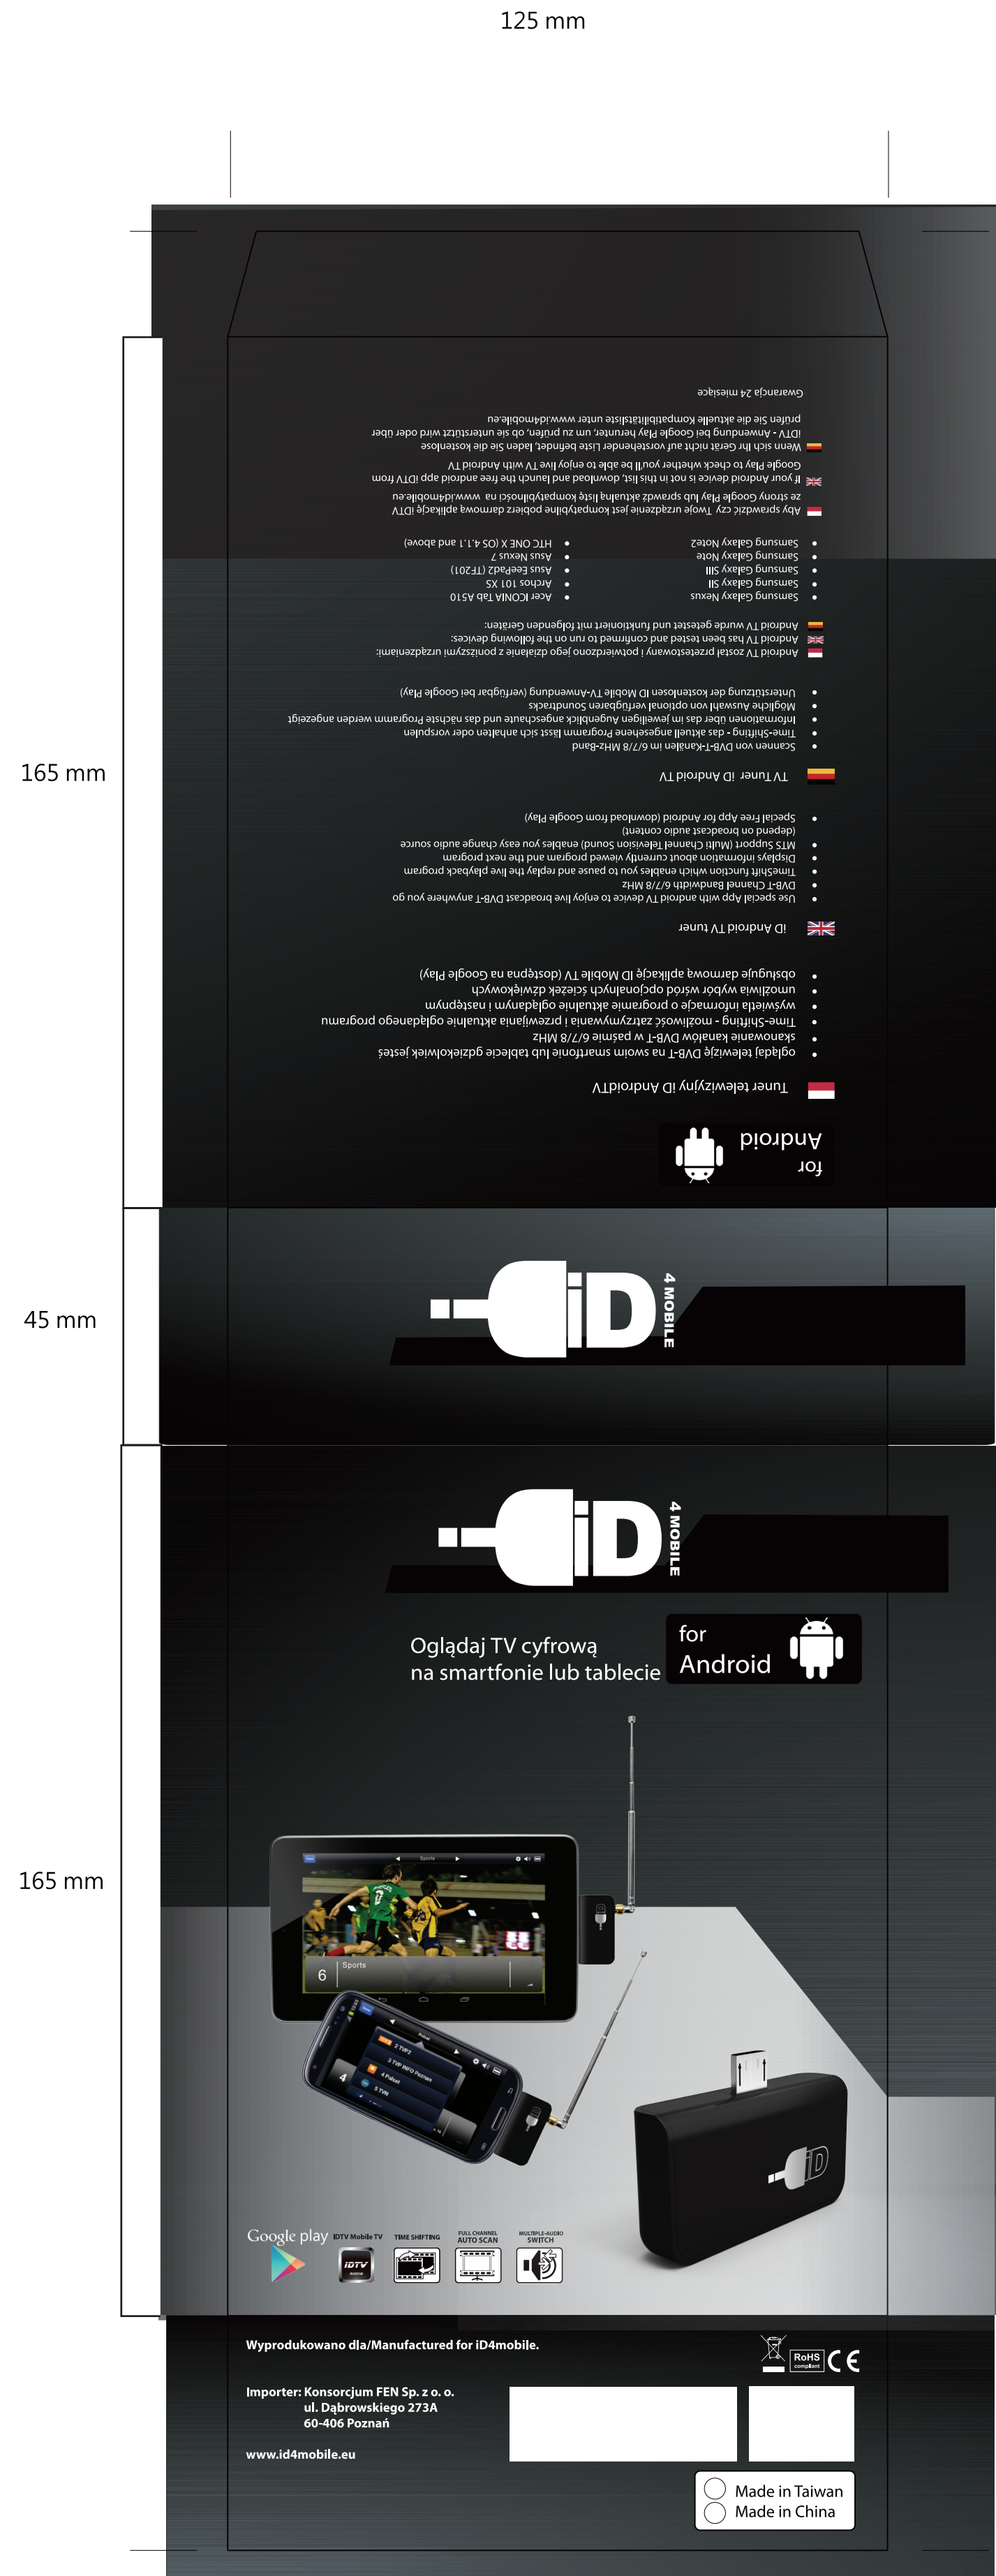 125 mm
165 mm
for
Android
Tuner telewizyjny iD AndroidTV
• oglądaj telewizję DVB-T na swoim smartfonie lub tablecie gdziekolwiek jesteś
• skanowanie kanałów DVB-T w paśmie 6/7/8 MHz
• Time-Shifting - możliwość zatrzymywania i przewijania aktualnie oglądanego programu
• wyświetla informacje o programie aktualnie oglądanym i następnym
• umożliwia wybór wśród opcjonalnych ścieżek dźwiękowych
• obsługuje darmową aplikację ID Mobile TV (dostępna na Google Play)
iD Android TV tuner
• Use special App with android TV device to enjoy live broadcast DVB-T anywhere you go
• DVB-T Channel Bandwidth 6/7/8 MHz
• TimeShift function which enables you to pause and replay the live playback program
• Displays information about currently viewed program and the next program
• MTS Support (Multi Channel Television Sound) enables you easy change audio source
(depend on broadcast audio content)
• Special Free App for Android (download from Google Play)
TV Tuner iD Android TV
• Scannen von DVB-T-Kanälen im 6/7/8 MHz-Band
• Time-Shifting - das aktuell angesehene Programm lässt sich anhalten oder vorspulen
• Informationen über das im jeweiligen Augenblick angeschaute und das nächste Programm werden angezeigt
• Mögliche Auswahl von optional verfügbaren Soundtracks
• Unterstützung der kostenlosen ID Mobile TV-Anwendung (verfügbar bei Google Play)
Android TV został przetestowany i potwierdzono jego działanie z poniższymi urządzeniami:
Android TV has been tested and confirmed to run on the following devices:
Android TV wurde getestet und funktioniert mit folgenden Geräten:
• Samsung Galaxy Nexus
• Samsung Galaxy SII
• Samsung Galaxy SIII
• Samsung Galaxy Note
• Samsung Galaxy Note2
• Acer ICONIA Tab A510
• Archos 101 XS
• Asus EeePad2 (TF201)
• Asus Nexus 7
• HTC ONE X (OS 4.1.1 and above)
Aby sprawdzić czy Twoje urządzenie jest kompatybilne pobierz darmową aplikację iDTV
ze strony Google Play lub sprawdź aktualną listę kompatybilności na www.id4mobile.eu
If your Android device is not in this list, download and launch the free android app iDTV from
Google Play to check whether you'll be able to enjoy live TV with Android TV
Wenn sich Ihr Gerät nicht auf vorstehender Liste befindet, laden Sie die kostenlose
iDTV - Anwendung bei Google Play herunter, um zu prüfen, ob sie unterstützt wird oder über
prüfen Sie die aktuelle Kompatibilitätsliste unter www.id4mobile.eu
Gwarancja 24 miesiące
45 mm
iD
4 MOBILE
iD
4 MOBILE
Oglądaj TV cyfrową
na smartfonie lub tablecie
for
Android
165 mm
Sports
6
Sports
Polsat
2 TVP2
3 TVP INFO POZNAN
4 Polsat
5 TVN
4
iD
Google play
IDTV Mobile TV
iDTV
TIME SHIFTING
FULL CHANNEL
AUTO SCAN
MULTIPLE-AUDIO
SWITCH
Wyprodukowano dla/Manufactured for iD4mobile.
RoHS
compliant
CE
Importer: Konsorcjum FEN Sp. z o. o.
ul. Dąbrowskiego 273A
60-406 Poznań
www.id4mobile.eu
Made in Taiwan
Made in China